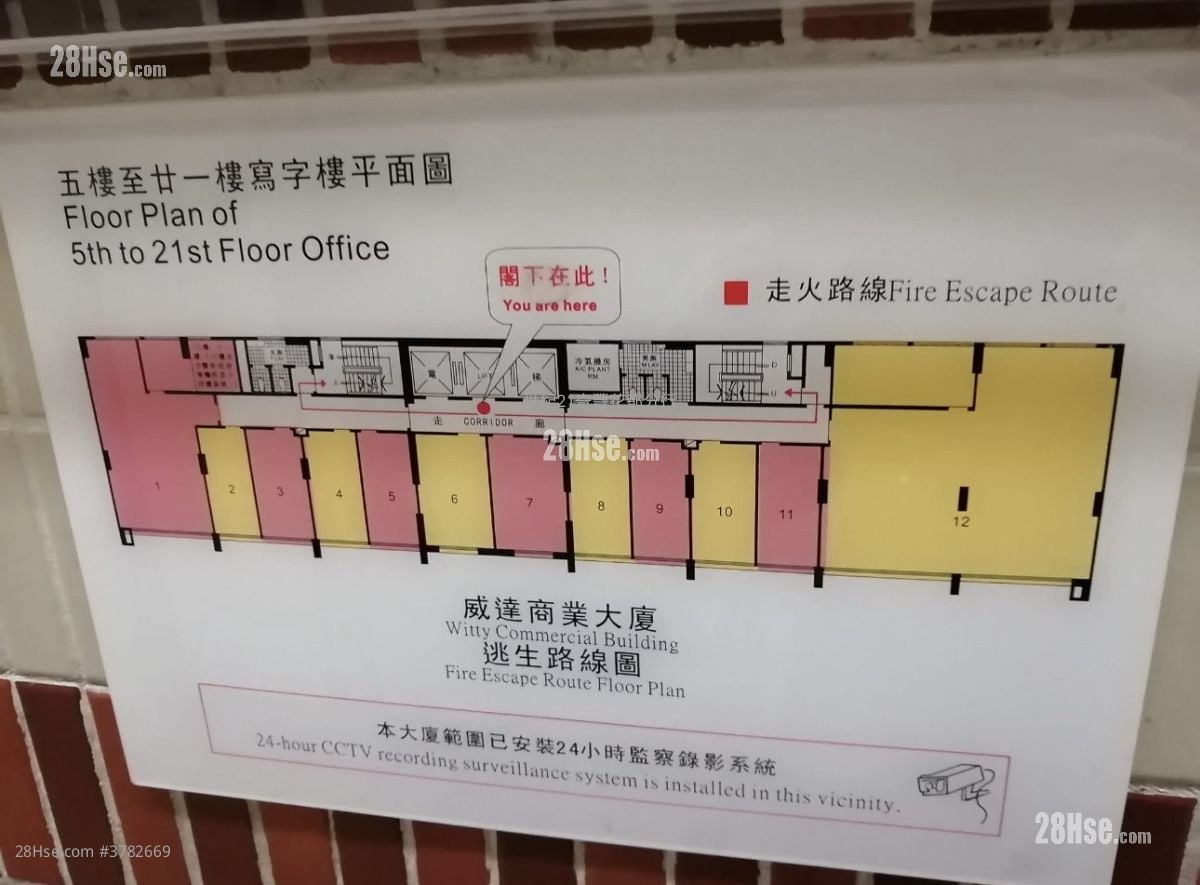 28Hse.com
五樓至廿一樓寫字樓平面圖
Floor Plan of
5th to 21st Floor Office
閣下在此！
You are here
走火路線Fire Escape Route
電
LIFT
梯
冷氣機房
A/C PLANT
RM
男廁
M.LAV
D
U
走 CORRIDOR 廊
28Hse.com
1
2
3
4
5
6
7
8
9
10
11
12
威達商業大廈
Witty Commercial Building
逃生路線圖
Fire Escape Route Floor Plan
本大廈範圍已安裝24小時監察錄影系統
24-hour CCTV recording surveillance system is installed in this vicinity.
28Hse.com
28Hse.com #3782669